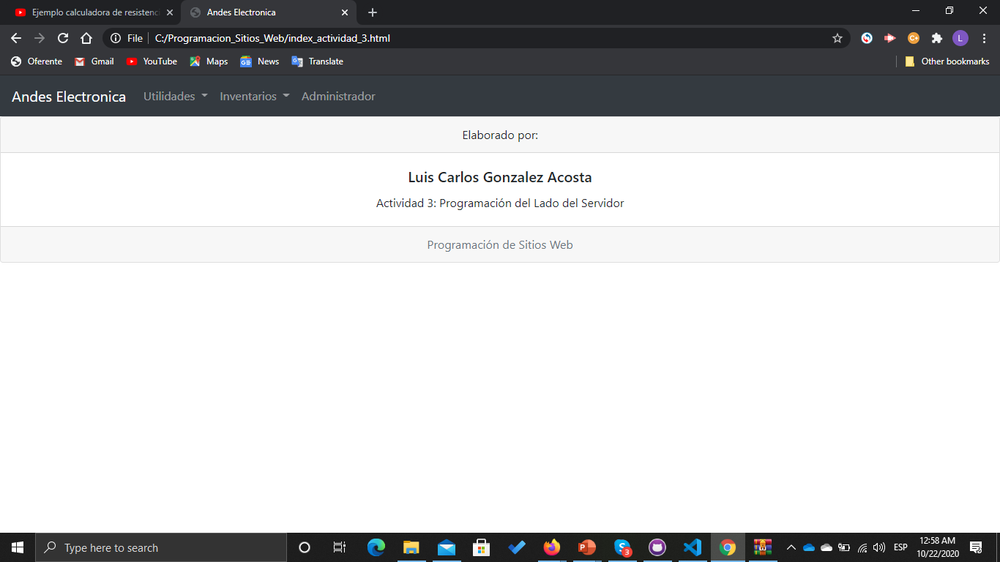 Ejemplo calculadora de resistenc
Andes Electronica
File
C:/Programacion_Sitios_Web/index_actividad_3.html
L
Oferente
Gmail
YouTube
Maps
News
Translate
Other bookmarks
Andes Electronica
Utilidades
Inventarios
Administrador
Elaborado por:
Luis Carlos Gonzalez Acosta
Actividad 3: Programación del Lado del Servidor
Programación de Sitios Web
Type here to search
3
ESP
12:58 AM
10/22/2020